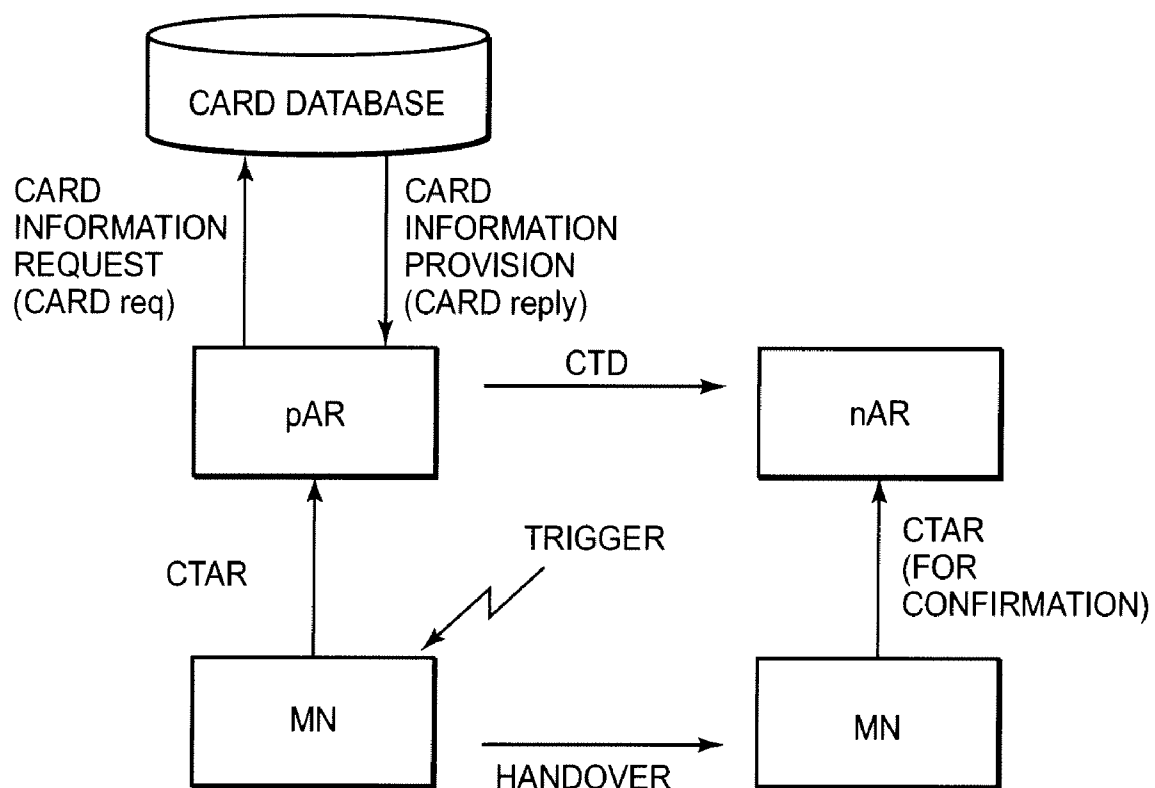 CARD DATABASE
CARD
INFORMATION
REQUEST
(CARD req)
CARD
INFORMATION
PROVISION
(CARD reply)
pAR
CTD
nAR
CTAR
TRIGGER
CTAR
(FOR
CONFIRMATION)
MN
HANDOVER
MN